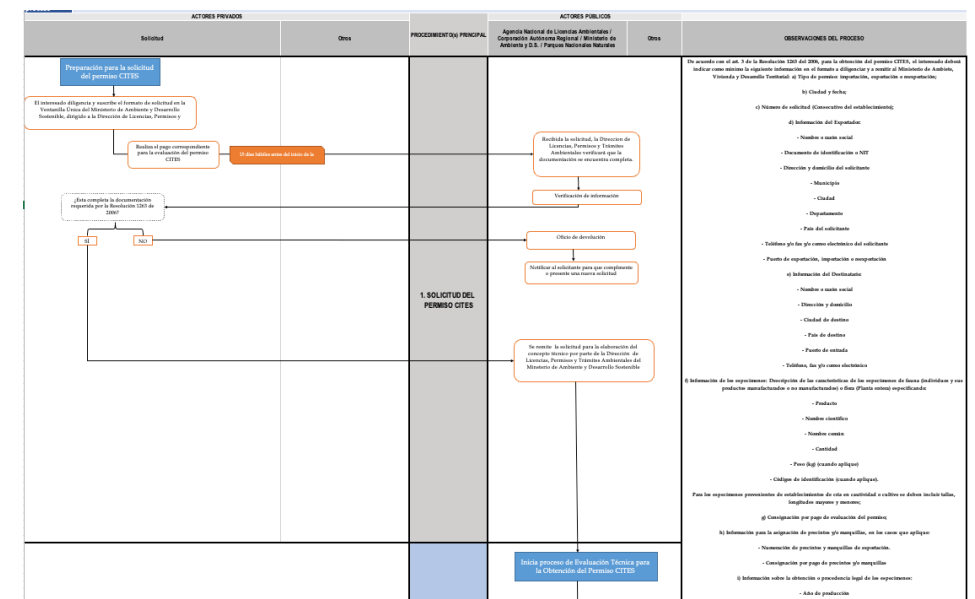 ACTORES PRIVADOS
ACTORES PÚBLICOS
Solicitud
Otros
PROCEDIMIENTO(s) PRINCIPAL
Agencia Nacional de Licencias Ambientales /
Corporación Autónoma Regional / Ministerio de
Ambiente y D.S. / Parques Nacionales Naturales
Otros
OBSERVACIONES DEL PROCESO
Preparación para la solicitud
del permiso CITES
El interesado diligencia y suscribe el formato de solicitud en la
Ventanilla Única del Ministerio de Ambiente y Desarrollo
Sostenible, dirigido a la Dirección de Licencias, Permisos y
Realiza el pago correspondiente
para la evaluación del permiso
CITES
15 días hábiles antes del inicio de la
Recibida la solicitud, la Direccion de
Licencias, Permisos y Trámites
Ambientales verificará que la
documentación se encuentra completa.
Verificación de información
¿Esta completa la documentación
requerida por la Resolución 1263 de
2006?
SÍ
NO
Oficio de devolución
Notificar al solicitante para que complimente
o presente una nueva solicitud
1. SOLICITUD DEL
PERMISO CITES
Se remite la solicitud para la elaboración del
concepto técnico por parte de la Dirección de
Licencias, Permisos y Trámites Ambientales del
Minsterio de Ambiente y Desarrollo Sostenible
Inicia proceso de Evaluación Técnica para
la Obtención del Permiso CITES
De acuerdo con el art. 3 de la Resolución 1263 del 2006, para la obtención del permiso CITES, el interesado deberá
indicar como mínimo la siguiente información en el formato a diligenciar y a remitir al Ministerio de Ambiete,
Vivienda y Desarrollo Territorial: a) Tipo de permiso: importación, exportación o reexportación;
b) Ciudad y fecha;
c) Número de solicitud (Consecutivo del establecimiento);
d) Información del Exportador:
- Nombre o razón social
- Documento de identificación o NIT
- Dirección y domicilio del solicitante
- Municipio
- Ciudad
- Departamento
- País del solicitante
- Teléfono y/o fax y/o correo electrónico del solicitante
- Puerto de exportación, importación o reexportación
e) Información del Destinatario:
- Nombre o razón social
- Dirección y domicilio
- Ciudad de destino
- País de destino
- Puerto de entrada
- Teléfono, fax y/o correo electrónico
f) Información de los especímenes: Descripción de las características de los especímenes de fauna (individuos y sus
productos manufacturados o no manufacturados) o flora (Planta entera) especificando:
- Producto
- Nombre científico
- Nombre común
- Cantidad
- Peso (kg) (cuando aplique)
- Códigos de identificación (cuando aplique).
Para los especímenes provenientes de establecimientos de cría en cautividad o cultivo se deben incluir tallas,
longitudes mayores y menores;
g) Consignación por pago de evaluación del permiso;
h) Información para la asignación de precintos y/o marquillas, en los casos que aplique:
- Numeración de precintos y marquillas de exportación.
- Consignación por pago de precintos y/o marquillas
i) Información sobre la obtención o procedencia legal de los especímenes:
- Año de producción